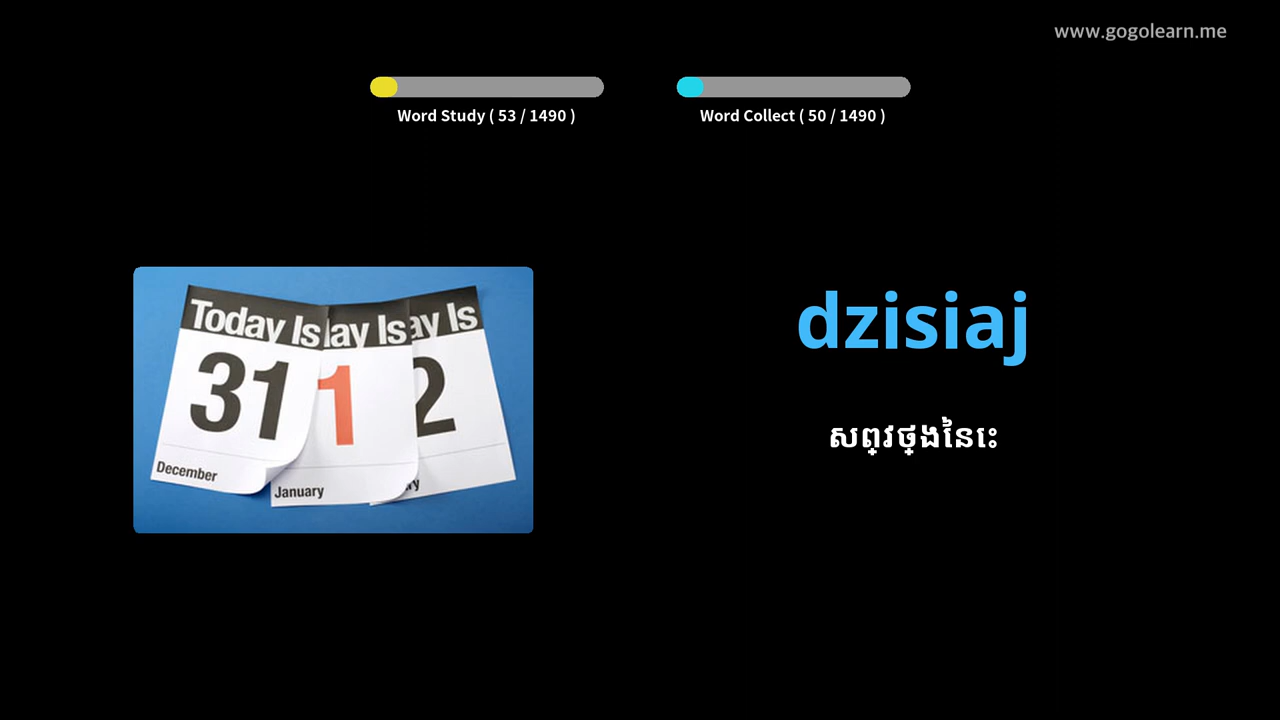 www.gogolearn.me
Word Study ( 53 / 1490 )
Word Collect ( 50 / 1490 )
Today Is
31
December
day Is
1
January
ay Is
2
ry
dzisiaj
សព្វថ្ងៃនេះ